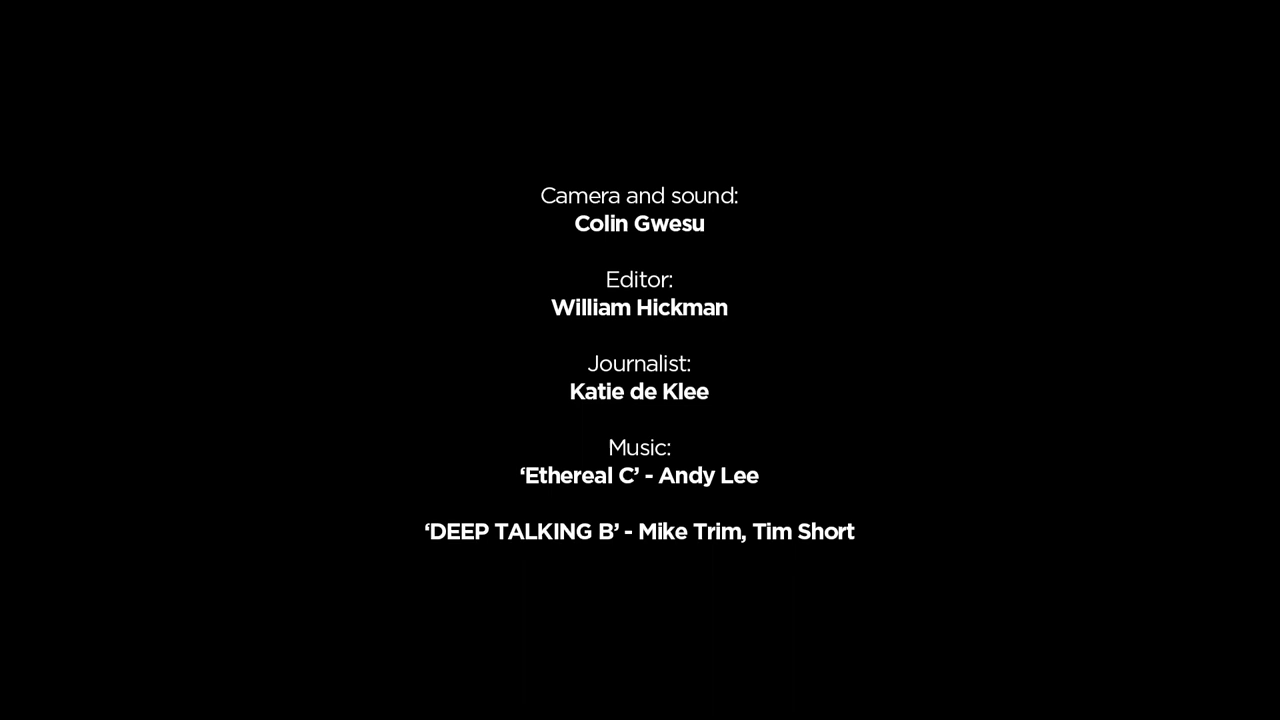 Camera and sound:
Colin Gwesu
Editor:
William Hickman
Journalist:
Katie de Klee
Music:
‘Ethereal C’ - Andy Lee
‘DEEP TALKING B’ - Mike Trim, Tim Short